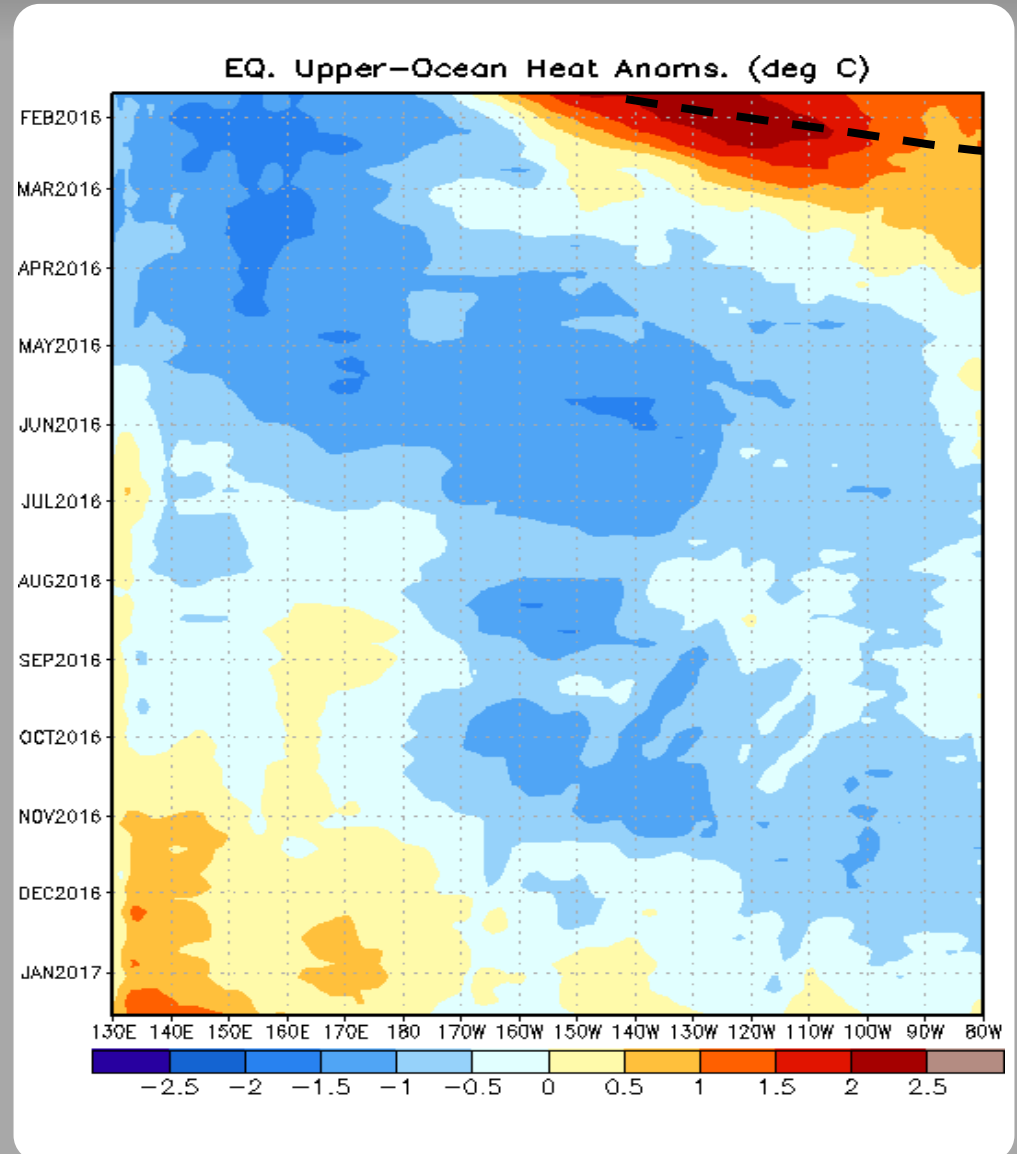 EQ. Upper-Ocean Heat Anoms. (deg C)
FEB2016
MAR2016
APR2016
MAY2016
JUN2016
JUL2016
AUG2016
SEP2016
OCT2016
NOV2016
DEC2016
JAN2017
130E 140E 150E 160E 170E 180 170W 160W 150W 140W 130W 120W 110W 100W 90W 80W
-2.5 -2 -1.5 -1 -0.5 0 0.5 1 1.5 2 2.5